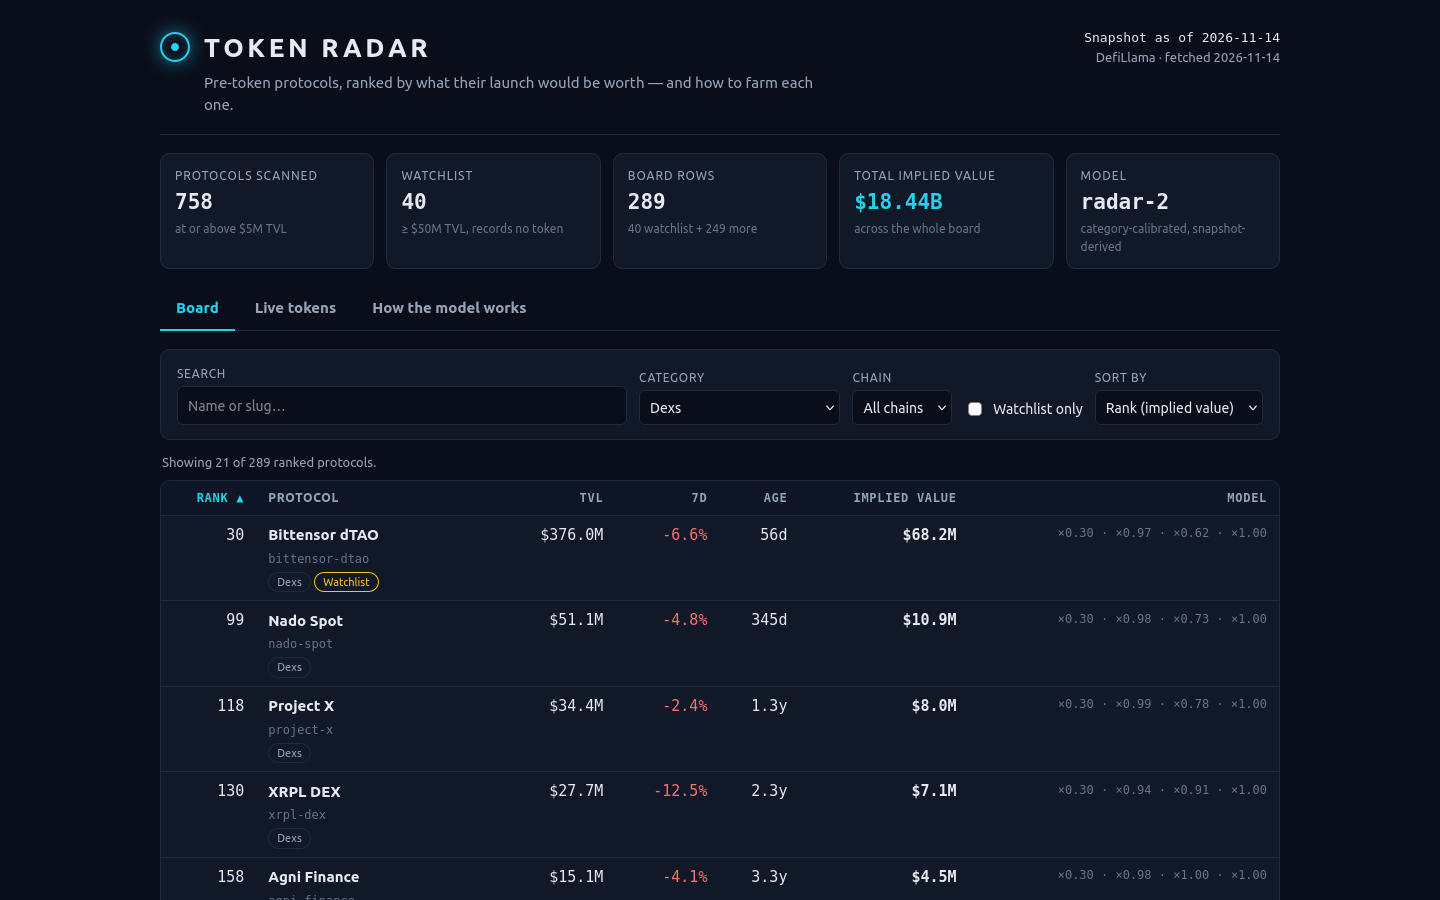 TOKEN RADAR
Pre-token protocols, ranked by what their launch would be worth — and how to farm each
one.
Snapshot as of 2026-11-14
DefiLlama · fetched 2026-11-14
PROTOCOLS SCANNED
758
at or above $5M TVL
WATCHLIST
40
≥ $50M TVL, records no token
BOARD ROWS
289
40 watchlist + 249 more
TOTAL IMPLIED VALUE
$18.44B
across the whole board
MODEL
radar-2
category-calibrated, snapshot-
derived
Board Live tokens How the model works
SEARCH
Name or slug…
CATEGORY
Dexs
CHAIN
All chains
Watchlist only
SORT BY
Rank (implied value)
Showing 21 of 289 ranked protocols.
RANK ▲ PROTOCOL TVL 7D AGE IMPLIED VALUE MODEL
30 Bittensor dTAO $376.0M -6.6% 56d $68.2M ×0.30 · ×0.97 · ×0.62 · ×1.00
bittensor-dtao
Dexs Watchlist
99 Nado Spot $51.1M -4.8% 345d $10.9M ×0.30 · ×0.98 · ×0.73 · ×1.00
nado-spot
Dexs
118 Project X $34.4M -2.4% 1.3y $8.0M ×0.30 · ×0.99 · ×0.78 · ×1.00
project-x
Dexs
130 XRPL DEX $27.7M -12.5% 2.3y $7.1M ×0.30 · ×0.94 · ×0.91 · ×1.00
xrpl-dex
Dexs
158 Agni Finance $15.1M -4.1% 3.3y $4.5M ×0.30 · ×0.98 · ×1.00 · ×1.00
agni-finance